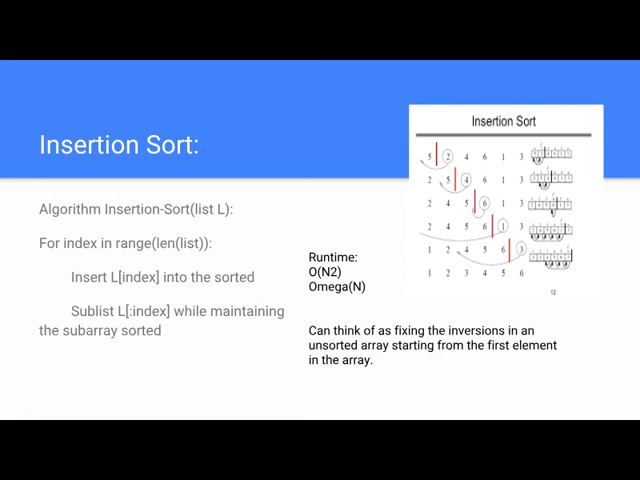 Insertion Sort:
Algorithm Insertion-Sort(list L):
For index in range(len(list)):
Insert L[index] into the sorted
Sublist L[:index] while maintaining
the subarray sorted
Runtime:
O(N2)
Omega(N)
Can think of as fixing the inversions in an
unsorted array starting from the first element
in the array.
Insertion Sort
5 2 4 6 1 3
2 5 4 6 1 3
2 4 5 6 1 3
2 4 5 6 1 3
1 2 4 5 6 3
1 2 3 4 5 6
12